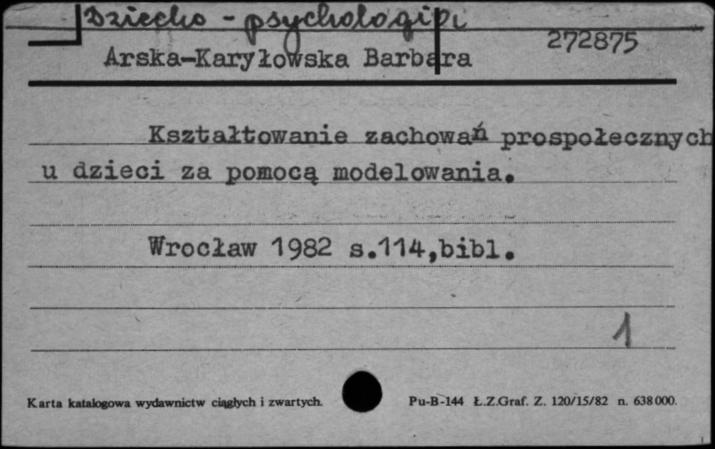 Dziecko - psychologia
272875
Arska-Karyłowska Barbara
Kształtowanie zachowań prospołecznych
u dzieci za pomocą modelowania.
Wrocław 1982 s.114,bibl.
1
Karta katalogowa wydawnictw ciągłych i zwartych. Pu-B-144 Ł.Z.Graf. Z. 120/15/82 n. 638000.